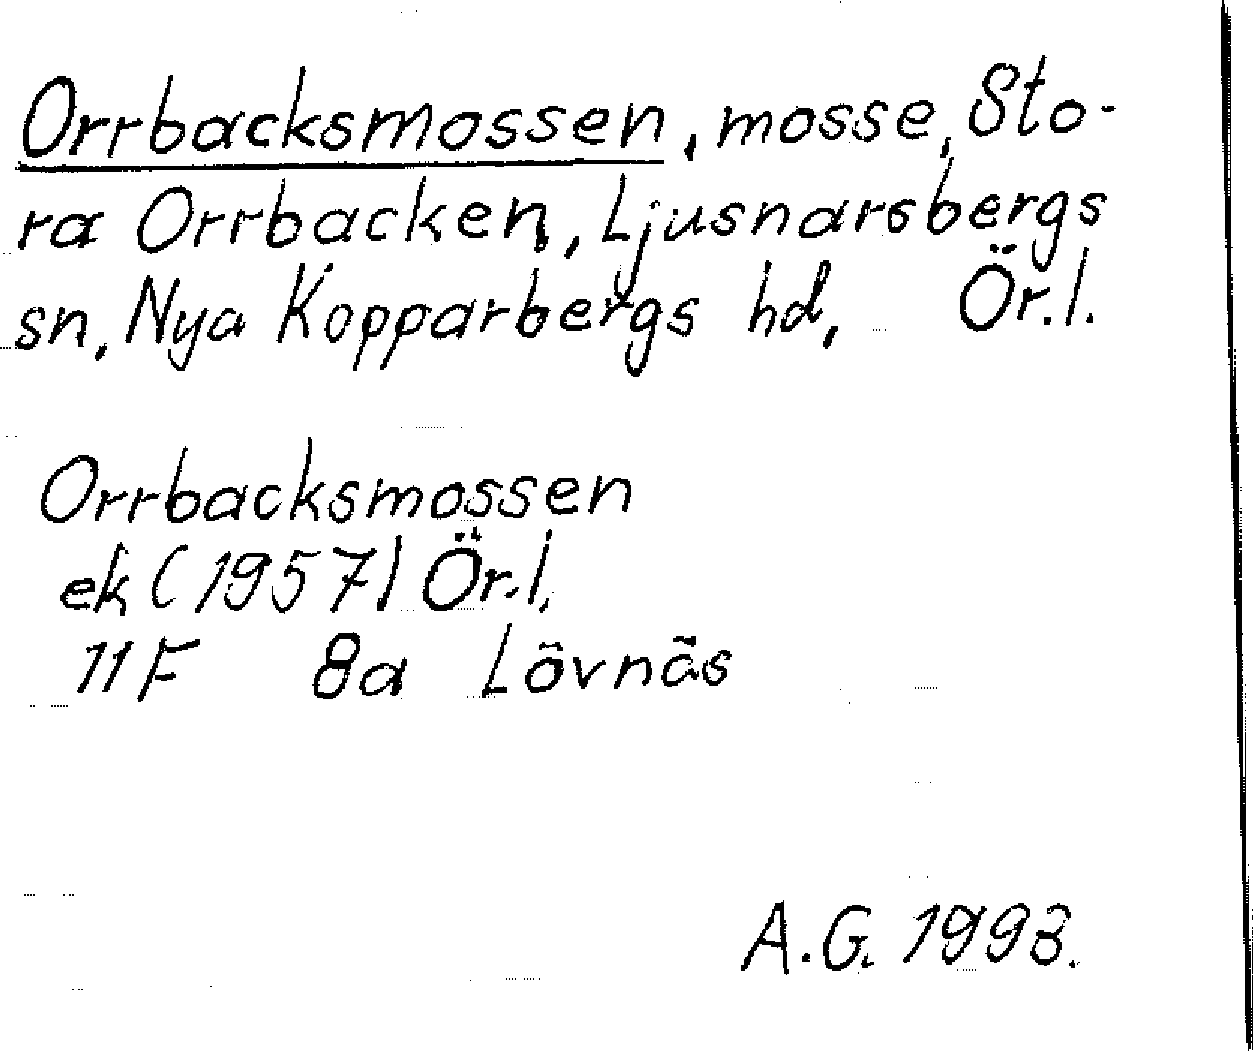 Orrbacksmossen, mosse, Sto-
ra Orrbacken, Ljusnarsbergs
sn, Nya Kopparbergs hd, Ör.l.
Orrbacksmossen
ek (1957) Ör.l.
11F 8a Lövnäs
A.G. 1993.